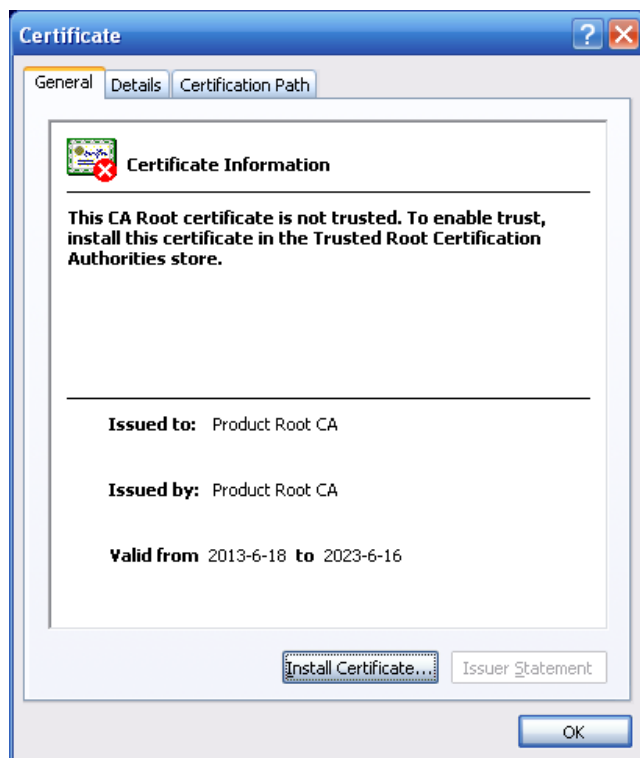 Certificate
General Details Certification Path
Certificate Information
This CA Root certificate is not trusted. To enable trust,
install this certificate in the Trusted Root Certification
Authorities store.
Issued to: Product Root CA
Issued by: Product Root CA
Valid from 2013-6-18 to 2023-6-16
Install Certificate... Issuer Statement
OK